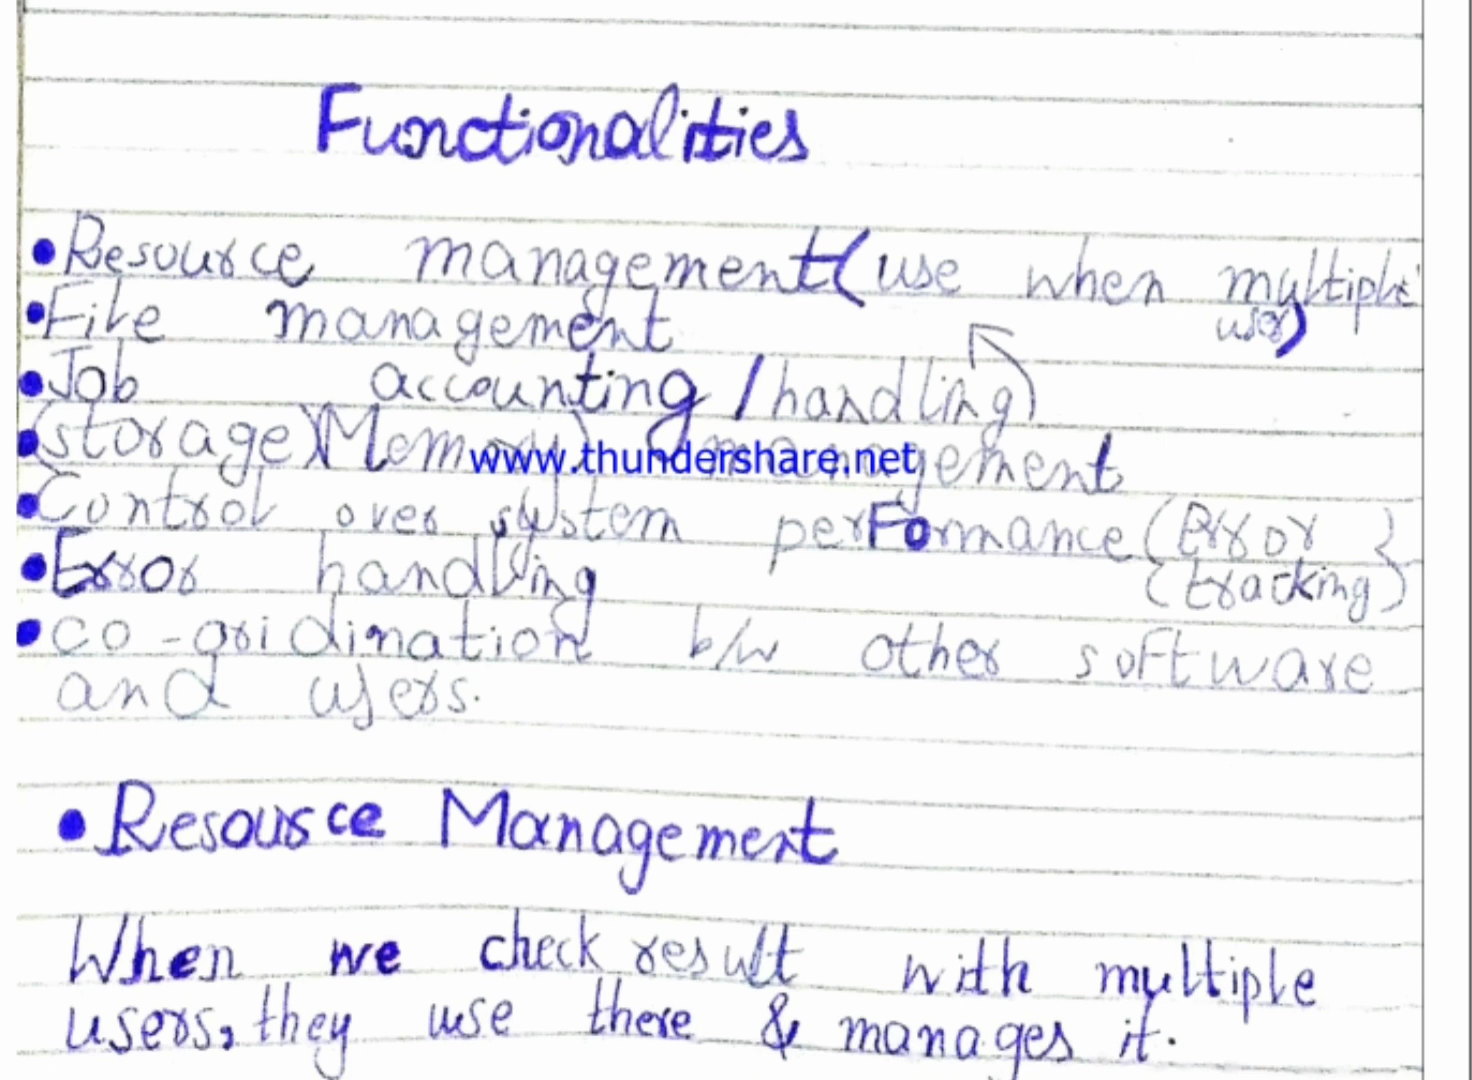 Functionalities
• Resource management (use when multiple
user)
• File management
• Job accounting / handling)
• (storage) (Memory) management
www.thundershare.net
• Control over system performance (Error }
(tracking)
• Error handling
• co-oridination b/w other software
and users.
• Resource Management
When we check result with multiple
users, they use there & manages it.